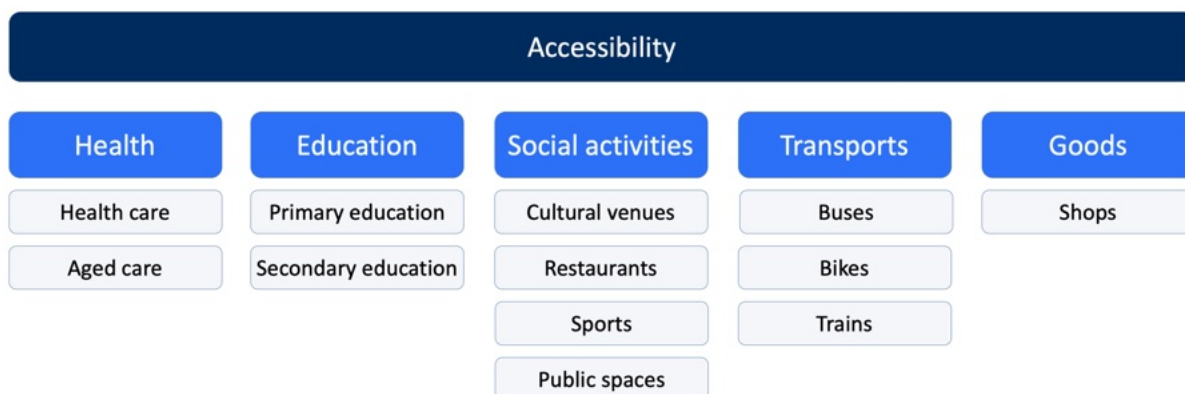 Accessibility
Health
Education
Social activities
Transports
Goods
Health care
Primary education
Cultural venues
Buses
Shops
Aged care
Secondary education
Restaurants
Bikes
Sports
Trains
Public spaces